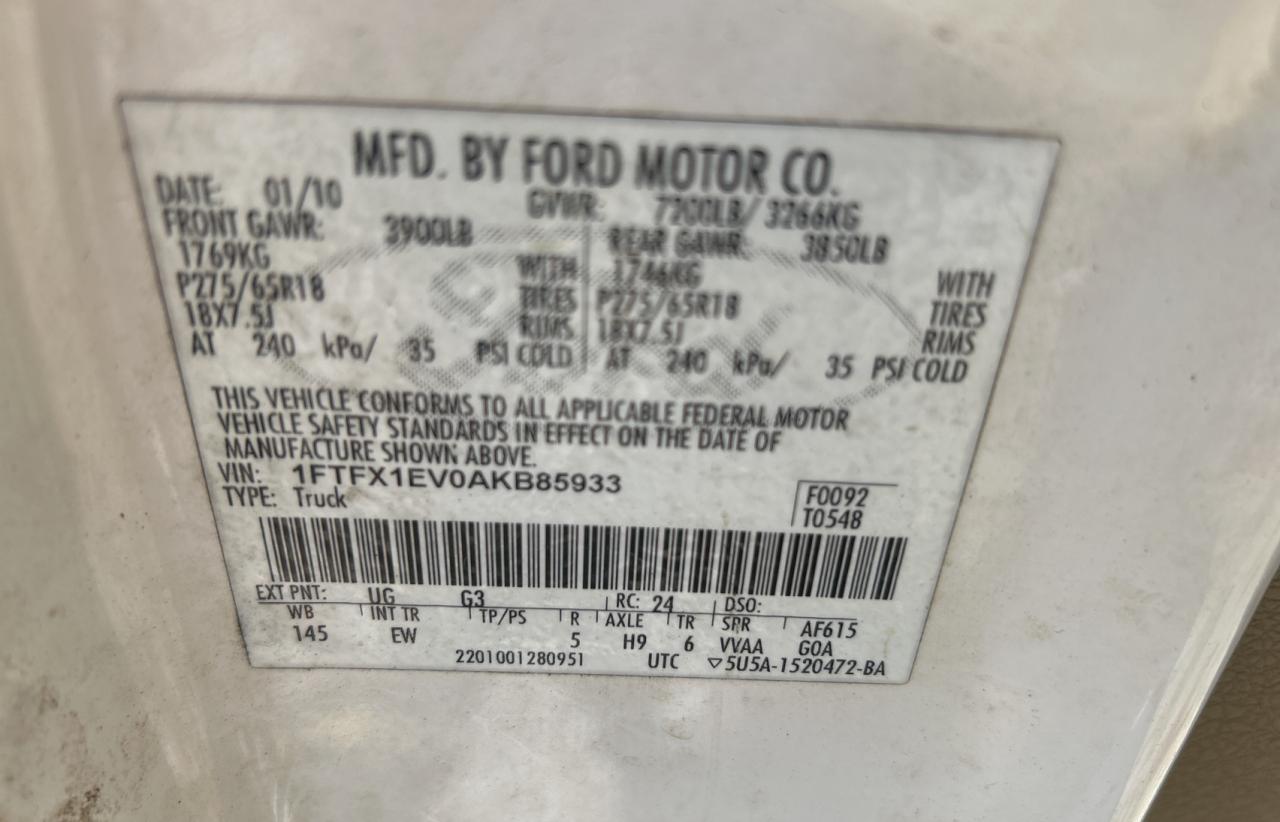 MFD. BY FORD MOTOR CO.
DATE: 01/10 GVWR: 7200LB/ 3266KG
FRONT GAWR: 3900LB REAR GAWR: 3850LB
1769KG WITH 1746KG WITH
P275/65R18 TIRES P275/65R18 TIRES
18X7.5J RIMS 18X7.5J RIMS
AT 240 kPa/ 35 PSI COLD AT 240 kPa/ 35 PSI COLD
THIS VEHICLE CONFORMS TO ALL APPLICABLE FEDERAL MOTOR
VEHICLE SAFETY STANDARDS IN EFFECT ON THE DATE OF
MANUFACTURE SHOWN ABOVE.
VIN: 1FTFX1EV0AKB85933
TYPE: Truck F0092
T0548
EXT PNT: UG G3 RC: 24 DSO:
WB INT TR TP/PS R AXLE TR SPR AF615
145 EW 5 H9 6 VVAA GOA
2201001280951 UTC ▽5U5A-1520472-BA